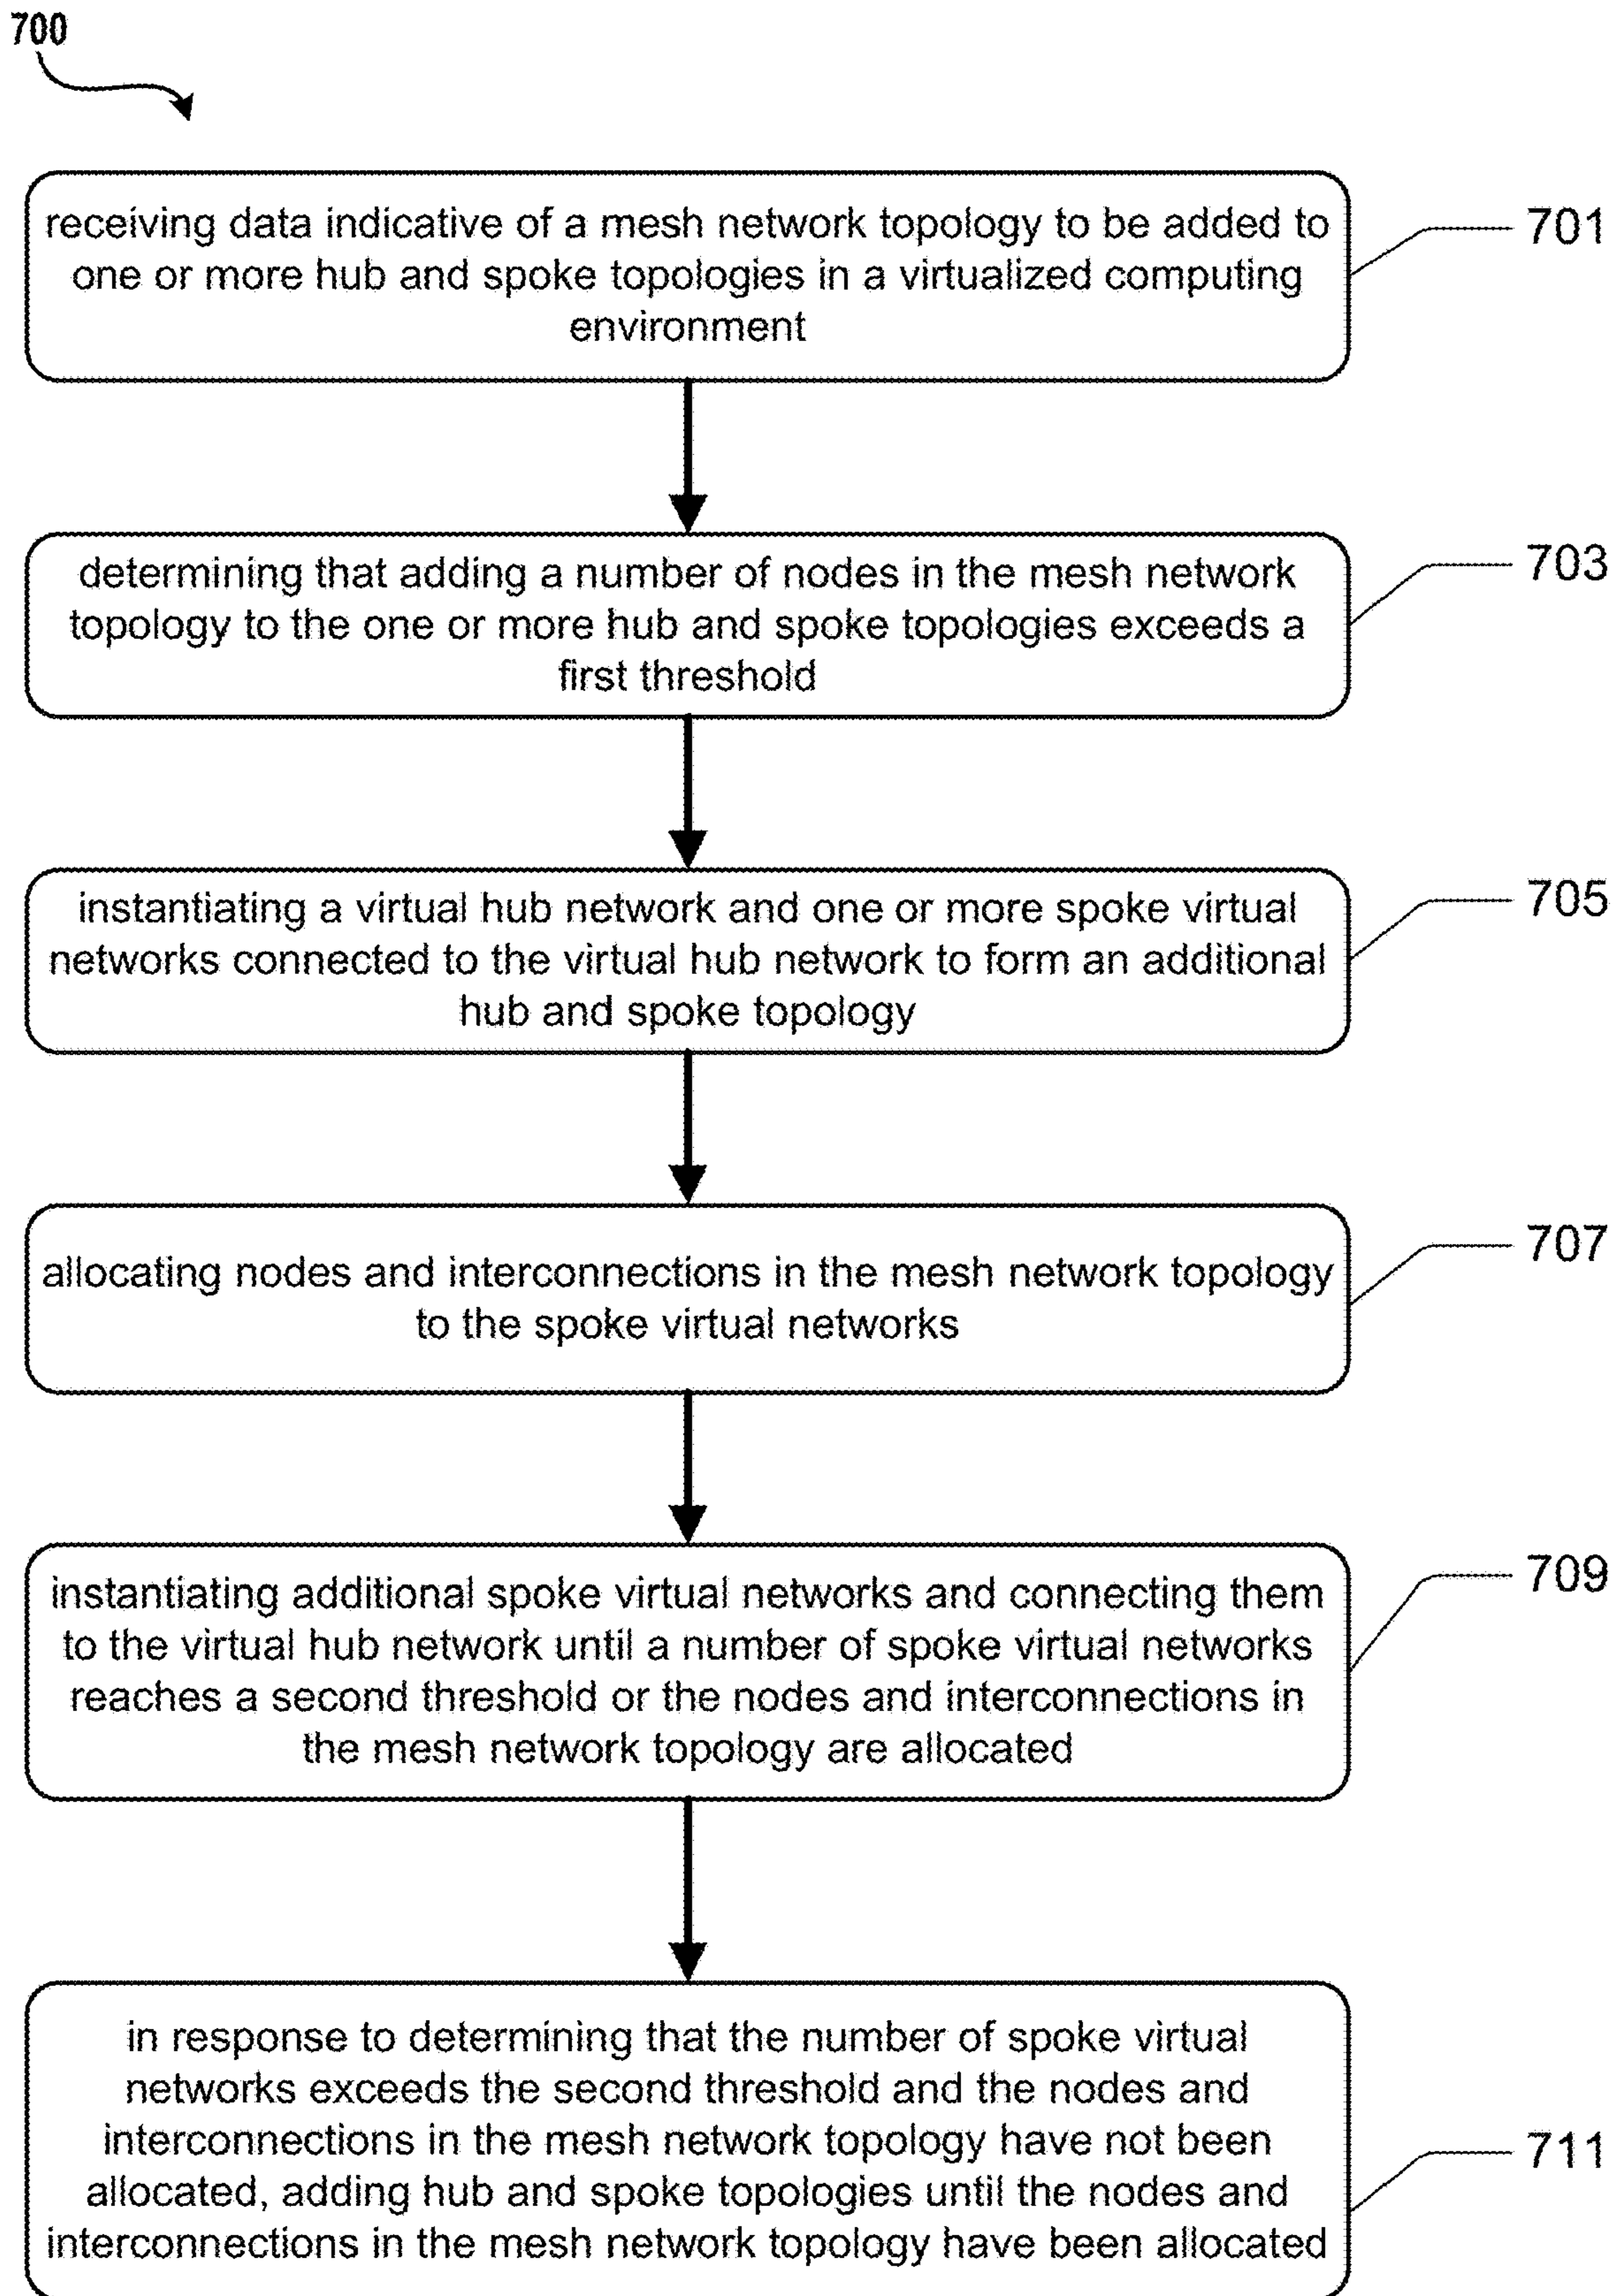 700
receiving data indicative of a mesh network topology to be added to
one or more hub and spoke topologies in a virtualized computing
environment
701
determining that adding a number of nodes in the mesh network
topology to the one or more hub and spoke topologies exceeds a
first threshold
703
instantiating a virtual hub network and one or more spoke virtual
networks connected to the virtual hub network to form an additional
hub and spoke topology
705
allocating nodes and interconnections in the mesh network topology
to the spoke virtual networks
707
instantiating additional spoke virtual networks and connecting them
to the virtual hub network until a number of spoke virtual networks
reaches a second threshold or the nodes and interconnections in
the mesh network topology are allocated
709
in response to determining that the number of spoke virtual
networks exceeds the second threshold and the nodes and
interconnections in the mesh network topology have not been
allocated, adding hub and spoke topologies until the nodes and
interconnections in the mesh network topology have been allocated
711